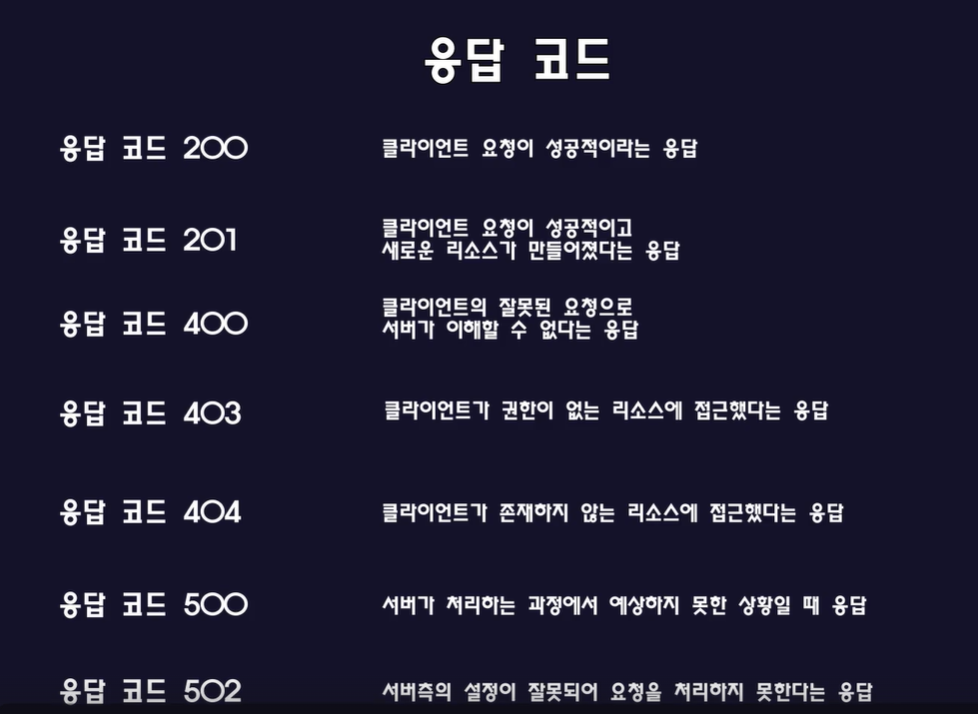 응답 코드
응답 코드 200
클라이언트 요청이 성공적이라는 응답
응답 코드 201
클라이언트 요청이 성공적이고
새로운 리소스가 만들어졌다는 응답
응답 코드 400
클라이언트의 잘못된 요청으로
서버가 이해할 수 없다는 응답
응답 코드 403
클라이언트가 권한이 없는 리소스에 접근했다는 응답
응답 코드 404
클라이언트가 존재하지 않는 리소스에 접근했다는 응답
응답 코드 500
서버가 처리하는 과정에서 예상하지 못한 상황일 때 응답
응답 코드 502
서버측의 설정이 잘못되어 요청을 처리하지 못한다는 응답